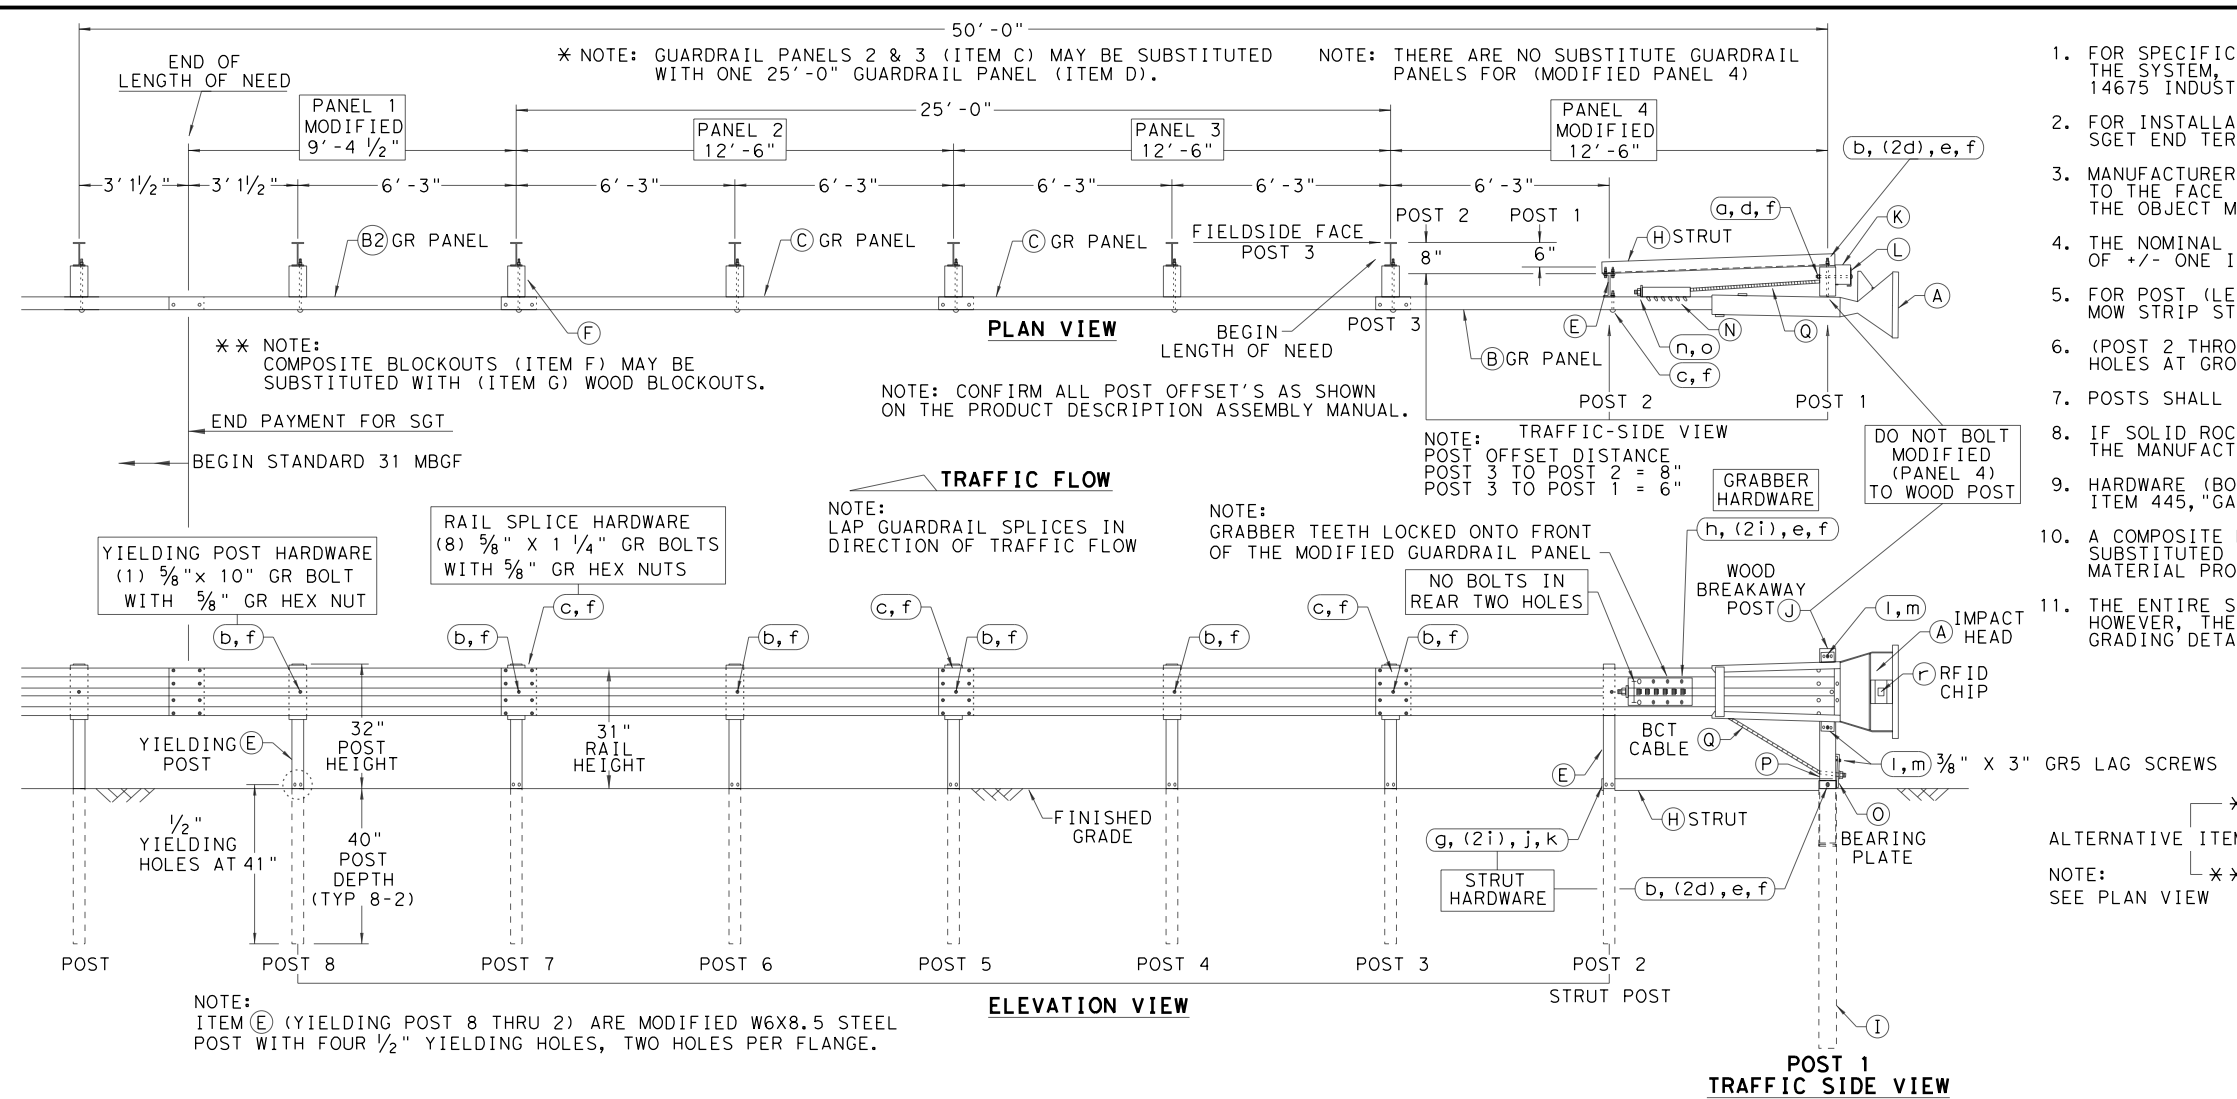 50'-0"
✳ NOTE: GUARDRAIL PANELS 2 & 3 (ITEM C) MAY BE SUBSTITUTED
WITH ONE 25'-0" GUARDRAIL PANEL (ITEM D).
NOTE: THERE ARE NO SUBSTITUTE GUARDRAIL
PANELS FOR (MODIFIED PANEL 4)
END OF
LENGTH OF NEED
PANEL 1
MODIFIED
9'-4 1/2"
25'-0"
PANEL 2
12'-6"
PANEL 3
12'-6"
PANEL 4
MODIFIED
12'-6"
b, (2d), e, f
3' 1 1/2"
3' 1 1/2"
6'-3"
6'-3"
6'-3"
6'-3"
6'-3"
6'-3"
POST 2
POST 1
a, d, f
K
B2 GR PANEL
C GR PANEL
C GR PANEL
FIELDSIDE FACE
POST 3
8"
6"
H STRUT
L
A
F
PLAN VIEW
BEGIN
LENGTH OF NEED
POST 3
E
N
Q
n, o
c, f
B GR PANEL
✳✳ NOTE:
COMPOSITE BLOCKOUTS (ITEM F) MAY BE
SUBSTITUTED WITH (ITEM G) WOOD BLOCKOUTS.
NOTE: CONFIRM ALL POST OFFSET'S AS SHOWN
ON THE PRODUCT DESCRIPTION ASSEMBLY MANUAL.
POST 2
POST 1
END PAYMENT FOR SGT
BEGIN STANDARD 31 MBGF
TRAFFIC-SIDE VIEW
NOTE:
POST OFFSET DISTANCE
POST 3 TO POST 2 = 8"
POST 3 TO POST 1 = 6"
DO NOT BOLT
MODIFIED
(PANEL 4)
TO WOOD POST
TRAFFIC FLOW
NOTE:
LAP GUARDRAIL SPLICES IN
DIRECTION OF TRAFFIC FLOW
NOTE:
GRABBER TEETH LOCKED ONTO FRONT
OF THE MODIFIED GUARDRAIL PANEL
GRABBER
HARDWARE
h, (2i), e, f
YIELDING POST HARDWARE
(1) 5/8"x 10" GR BOLT
WITH 5/8" GR HEX NUT
RAIL SPLICE HARDWARE
(8) 5/8" X 1 1/4" GR BOLTS
WITH 5/8" GR HEX NUTS
NO BOLTS IN
REAR TWO HOLES
WOOD
BREAKAWAY
POST J
l, m
IMPACT
HEAD
A
b, f
c, f
b, f
b, f
c, f
b, f
b, f
c, f
b, f
r RFID
CHIP
YIELDING E
POST
32"
POST
HEIGHT
31"
RAIL
HEIGHT
BCT
CABLE Q
P
E
l, m 3/8" X 3" GR5 LAG SCREWS
1/2"
YIELDING
HOLES AT 41"
40"
POST
DEPTH
(TYP 8-2)
FINISHED
GRADE
H STRUT
O
BEARING
PLATE
g, (2i), j, k
STRUT
HARDWARE
b, (2d), e, f
POST
POST 8
POST 7
POST 6
POST 5
POST 4
POST 3
POST 2
STRUT POST
ELEVATION VIEW
NOTE:
ITEM E (YIELDING POST 8 THRU 2) ARE MODIFIED W6X8.5 STEEL
POST WITH FOUR 1/2" YIELDING HOLES, TWO HOLES PER FLANGE.
I
POST 1
TRAFFIC SIDE VIEW
1. FOR SPECIFIC
THE SYSTEM,
14675 INDUST
2. FOR INSTALLA
SGET END TER
3. MANUFACTURER
TO THE FACE
THE OBJECT M
4. THE NOMINAL
OF +/- ONE I
5. FOR POST (LE
MOW STRIP ST
6. (POST 2 THRO
HOLES AT GRO
7. POSTS SHALL
8. IF SOLID ROC
THE MANUFACT
9. HARDWARE (BO
ITEM 445,"GA
10. A COMPOSITE
SUBSTITUTED
MATERIAL PRO
11. THE ENTIRE S
HOWEVER, THE
GRADING DETA
✳
ALTERNATIVE ITEM
NOTE: ✳✳
SEE PLAN VIEW